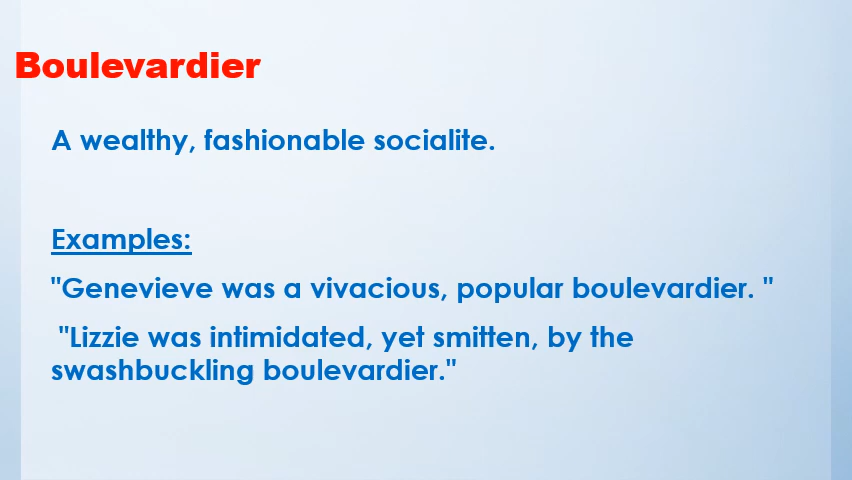 Boulevardier
A wealthy, fashionable socialite.
Examples:
"Genevieve was a vivacious, popular boulevardier. "
"Lizzie was intimidated, yet smitten, by the
swashbuckling boulevardier."